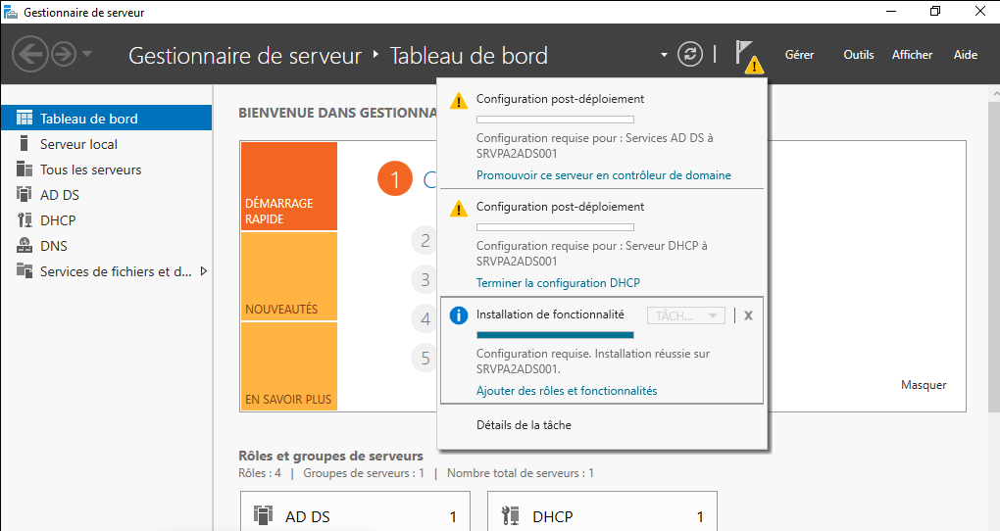 Gestionnaire de serveur
Gestionnaire de serveur ‣ Tableau de bord
Gérer
Outils
Afficher
Aide
Tableau de bord
Serveur local
Tous les serveurs
AD DS
DHCP
DNS
Services de fichiers et d...
BIENVENUE DANS GESTIONNA
DÉMARRAGE
RAPIDE
NOUVEAUTÉS
EN SAVOIR PLUS
1
2
3
4
5
Configuration post-déploiement
Configuration requise pour : Services AD DS à
SRVPA2ADS001
Promouvoir ce serveur en contrôleur de domaine
Configuration post-déploiement
Configuration requise pour : Serveur DHCP à
SRVPA2ADS001
Terminer la configuration DHCP
Installation de fonctionnalité
TÂCH...
X
Configuration requise. Installation réussie sur
SRVPA2ADS001.
Ajouter des rôles et fonctionnalités
Détails de la tâche
Masquer
Rôles et groupes de serveurs
Rôles : 4 | Groupes de serveurs : 1 | Nombre total de serveurs : 1
AD DS 1
DHCP 1